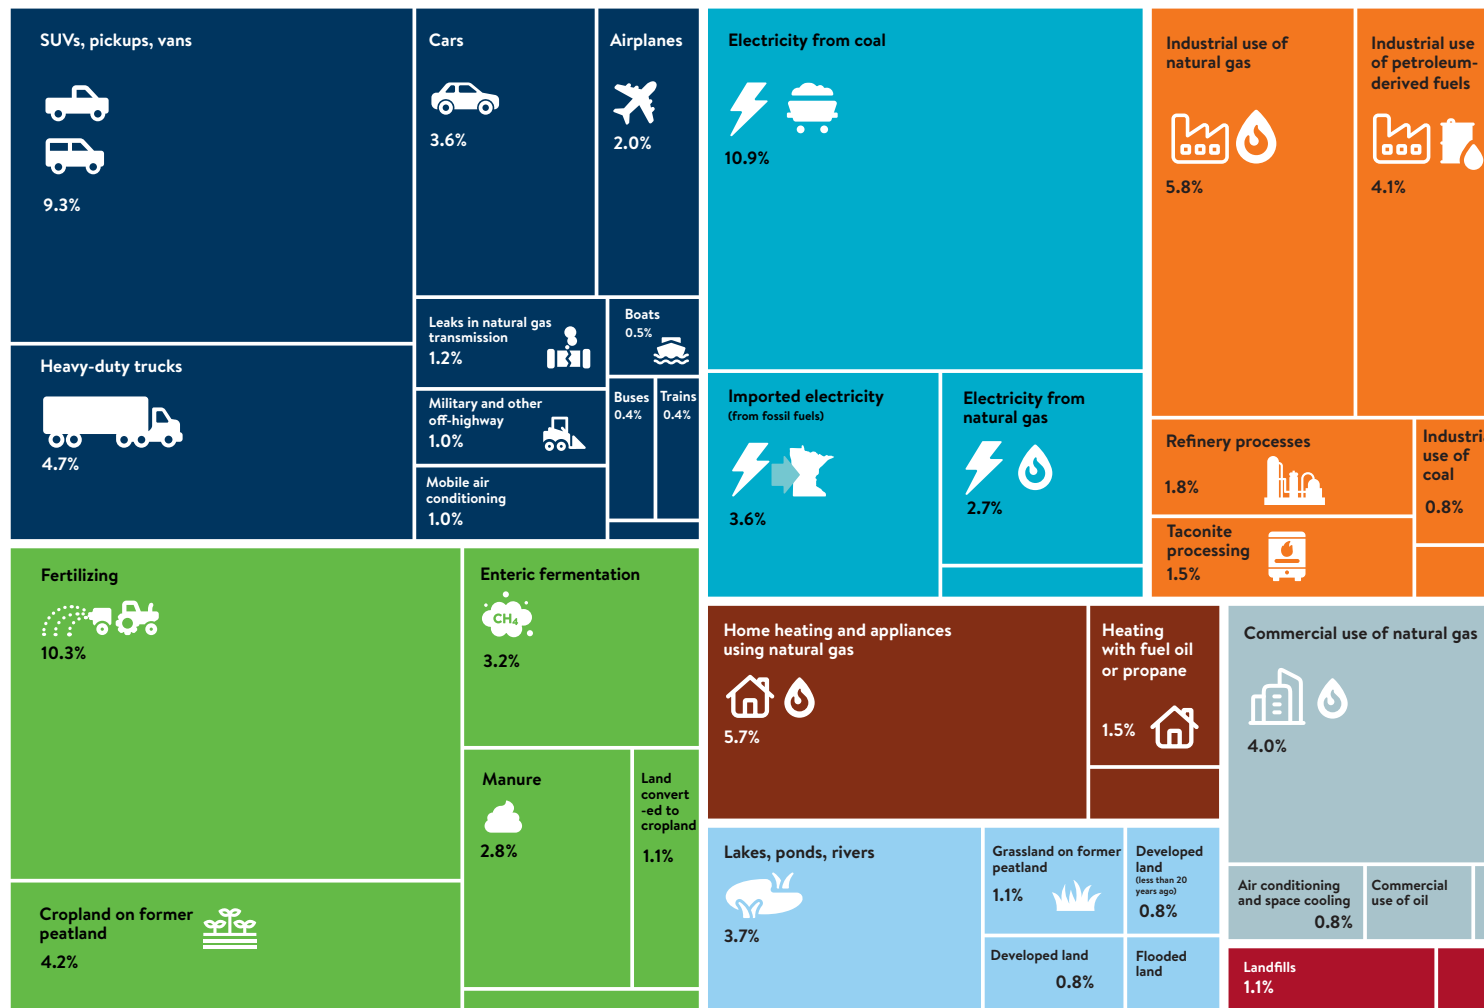 SUVs, pickups, vans
9.3%
Cars
3.6%
Airplanes
2.0%
Heavy-duty trucks
4.7%
Leaks in natural gas
transmission
1.2%
Military and other
off-highway
1.0%
Mobile air
conditioning
1.0%
Boats
0.5%
Buses
0.4%
Trains
0.4%
Electricity from coal
10.9%
Imported electricity
(from fossil fuels)
3.6%
Electricity from
natural gas
2.7%
Industrial use of
natural gas
5.8%
Industrial use
of petroleum-
derived fuels
4.1%
Refinery processes
1.8%
Industri
use of
coal
0.8%
Taconite
processing
1.5%
Fertilizing
10.3%
Enteric fermentation
CH4
3.2%
Manure
2.8%
Land
convert
-ed to
cropland
1.1%
Cropland on former
peatland
4.2%
Home heating and appliances
using natural gas
5.7%
Heating
with fuel oil
or propane
1.5%
Commercial use of natural gas
4.0%
Air conditioning
and space cooling
0.8%
Commercial
use of oil
Lakes, ponds, rivers
3.7%
Grassland on former
peatland
1.1%
Developed
land
(less than 20
years ago)
0.8%
Developed land
0.8%
Flooded
land
Landfills
1.1%